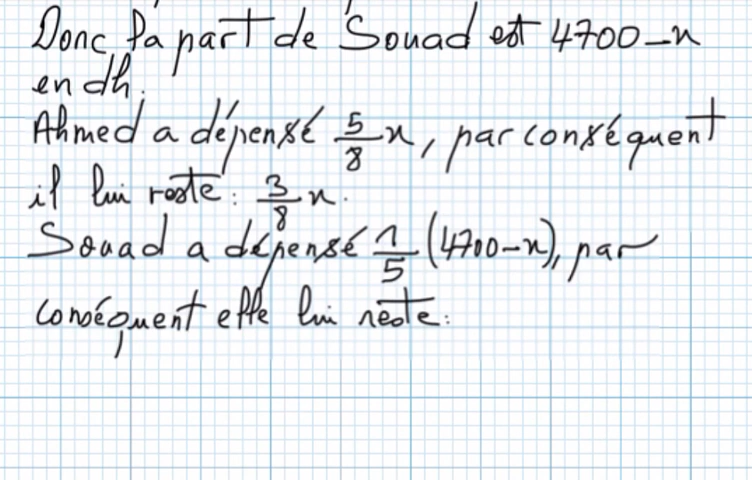 Donc la part de Souad est 4700-x
en dh.
Ahmed a dépensé 5/8 x, par conséquent
il lui reste: 3/8 x.
Souad a dépensé 1/5 (4700-x), par
conséquent elle lui reste: